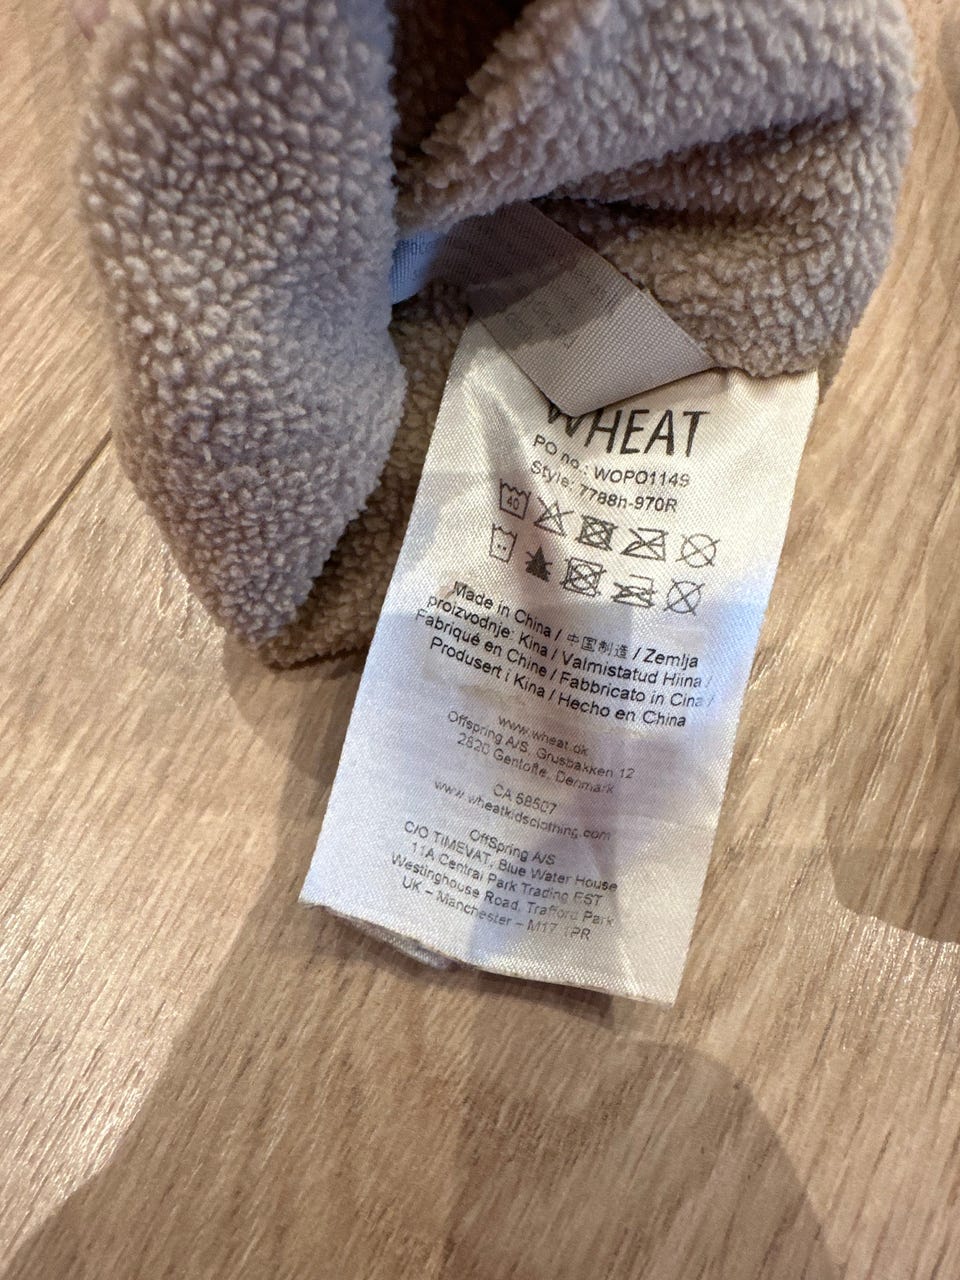 WHEAT
PO no.: WOPO1149
Style: 7788h-970R
40
Made in China / 中国制造 / Zemlja
proizvodnje: Kina / Valmistatud Hiina /
Fabriqué en Chine / Fabbricato in Cina /
Produsert i Kina / Hecho en China
www.wheat.dk
Offspring A/S, Grusbakken 12
2820 Gentofte, Denmark
CA 58507
www.wheatkidsclothing.com
OffSpring A/S
C/O TIMEVAT, Blue Water House
11A Central Park Trading EST
Westinghouse Road, Trafford Park
UK – Manchester – M17 1PR